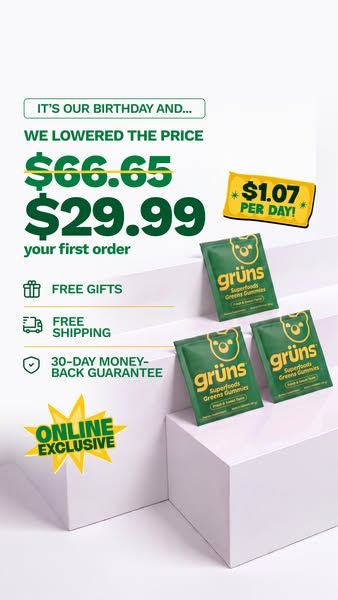 IT'S OUR BIRTHDAY AND...
WE LOWERED THE PRICE
$66.65
$29.99
your first order
$1.07
PER DAY!
FREE GIFTS
FREE
SHIPPING
30-DAY MONEY-
BACK GUARANTEE
ONLINE
EXCLUSIVE
grüns
Superfoods
Greens Gummies
grüns
Superfoods
Greens Gummies
grüns
Superfoods
Greens Gummies